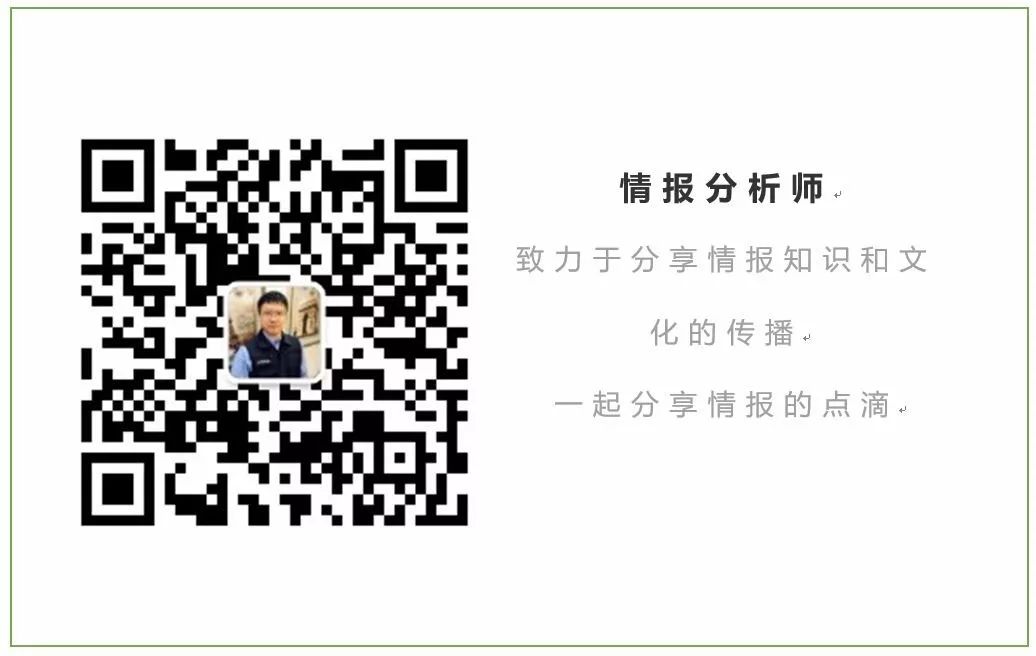 情报分析师
致力于分享情报知识和文
化的传播
一起分享情报的点滴